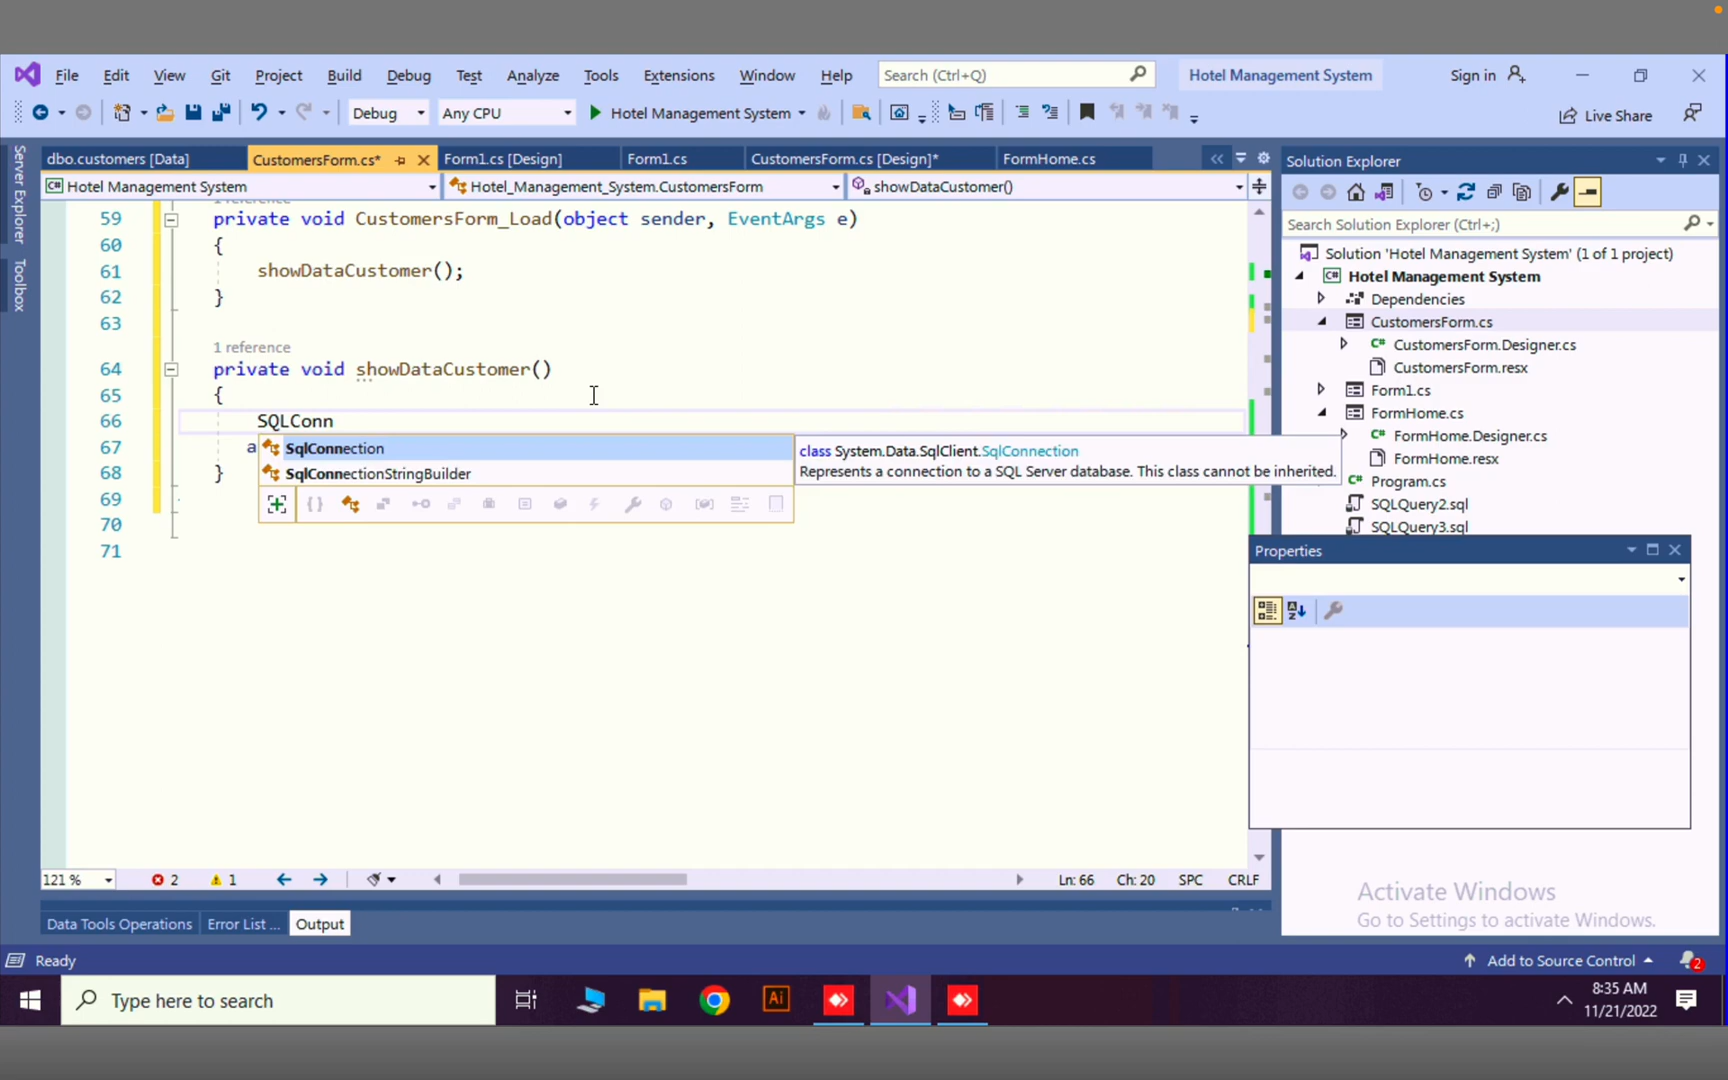 File Edit View Git Project Build Debug Test Analyze Tools Extensions Window Help Search (Ctrl+Q) Hotel Management System Sign in
Debug Any CPU Hotel Management System Live Share
Server Explorer
Toolbox
dbo.customers [Data] CustomersForm.cs* Form1.cs [Design] Form1.cs CustomersForm.cs [Design]* FormHome.cs
Hotel Management System Hotel_Management_System.CustomersForm showDataCustomer()
59 private void CustomersForm_Load(object sender, EventArgs e)
60 {
61 showDataCustomer();
62 }
63
1 reference
64 private void showDataCustomer()
65 {
66 SQLConn
67 a
68 }
69
70
71
SqlConnection
SqlConnectionStringBuilder
class System.Data.SqlClient.SqlConnection
Represents a connection to a SQL Server database. This class cannot be inherited.
121 % 2 1 Ln: 66 Ch: 20 SPC CRLF
Data Tools Operations Error List ... Output
Solution Explorer
Search Solution Explorer (Ctrl+;)
Solution 'Hotel Management System' (1 of 1 project)
Hotel Management System
Dependencies
CustomersForm.cs
CustomersForm.Designer.cs
CustomersForm.resx
Form1.cs
FormHome.cs
FormHome.Designer.cs
FormHome.resx
Program.cs
SQLQuery2.sql
SQLQuery3.sql
Properties
Activate Windows
Go to Settings to activate Windows.
Ready Add to Source Control 2
Type here to search Ai
8:35 AM
11/21/2022